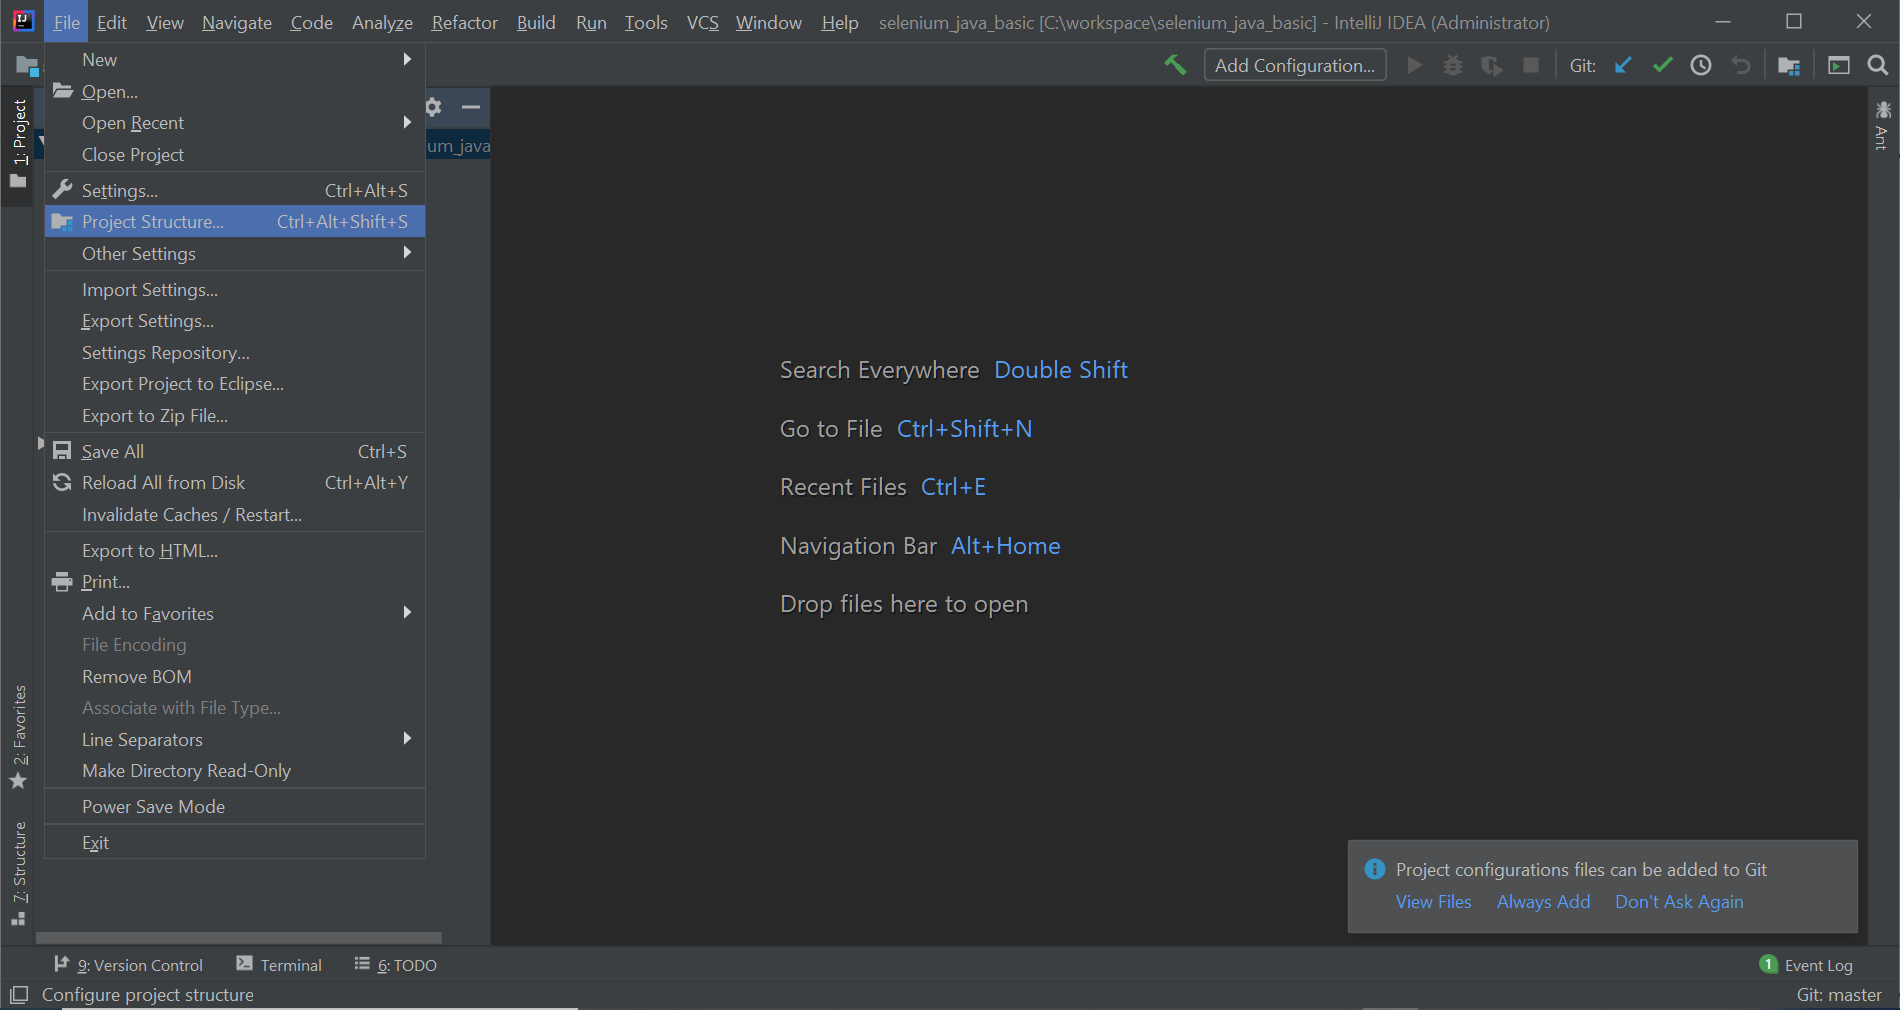 File Edit View Navigate Code Analyze Refactor Build Run Tools VCS Window Help selenium_java_basic [C:\workspace\selenium_java_basic] - IntelliJ IDEA (Administrator)
Add Configuration... Git:
1: Project
2: Favorites
7: Structure
New
Open...
Open Recent
Close Project
Settings... Ctrl+Alt+S
Project Structure... Ctrl+Alt+Shift+S
Other Settings
Import Settings...
Export Settings...
Settings Repository...
Export Project to Eclipse...
Export to Zip File...
Save All Ctrl+S
Reload All from Disk Ctrl+Alt+Y
Invalidate Caches / Restart...
Export to HTML...
Print...
Add to Favorites
File Encoding
Remove BOM
Associate with File Type...
Line Separators
Make Directory Read-Only
Power Save Mode
Exit
um_java
Search Everywhere Double Shift
Go to File Ctrl+Shift+N
Recent Files Ctrl+E
Navigation Bar Alt+Home
Drop files here to open
Ant
Project configurations files can be added to Git
View Files Always Add Don't Ask Again
9: Version Control Terminal 6: TODO 1 Event Log
Configure project structure Git: master